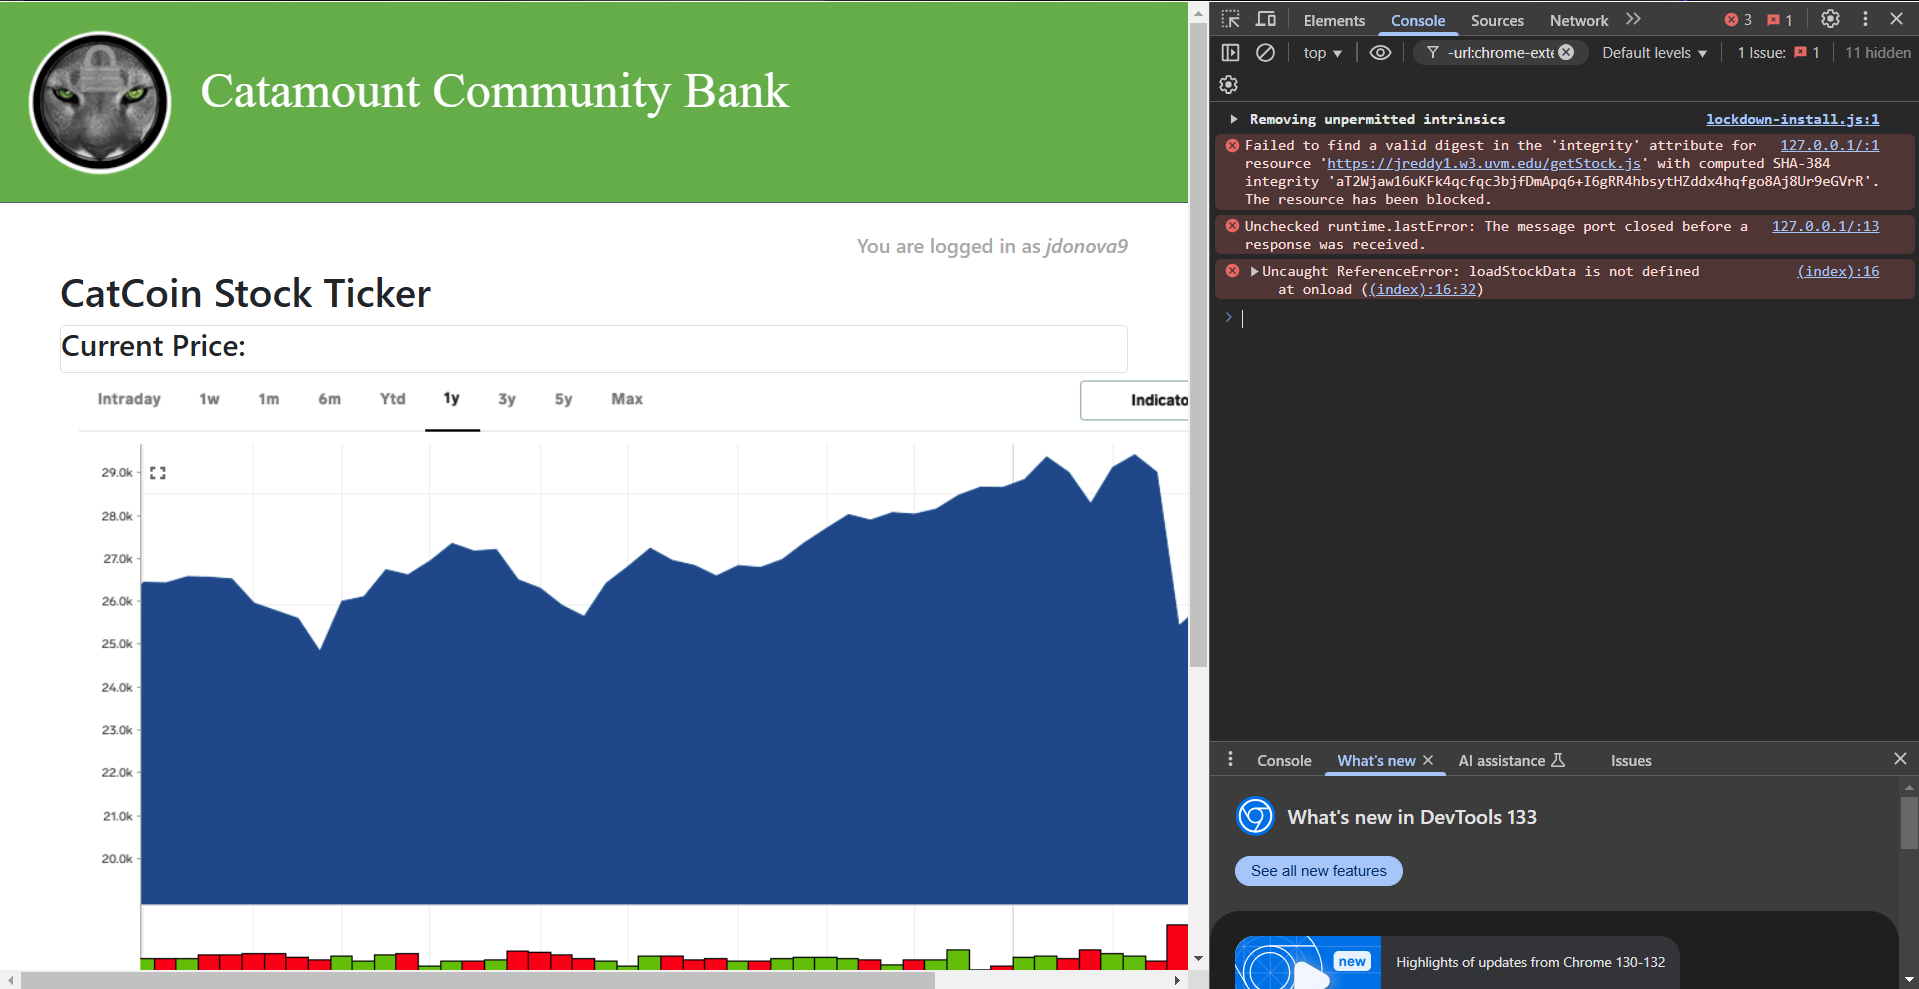 Catamount Community Bank
You are logged in as jdonova9
CatCoin Stock Ticker
Current Price:
Intraday 1w 1m 6m Ytd 1y 3y 5y Max
Indicato
29.0k
28.0k
27.0k
26.0k
25.0k
24.0k
23.0k
22.0k
21.0k
20.0k
Elements Console Sources Network 3 1
top -url:chrome-exte Default levels 1 Issue: 1 11 hidden
Removing unpermitted intrinsics lockdown-install.js:1
Failed to find a valid digest in the 'integrity' attribute for 127.0.0.1/:1
resource 'https://jreddy1.w3.uvm.edu/getStock.js' with computed SHA-384
integrity 'aT2Wjaw16uKFk4qcfqc3bjfDmApq6+I6gRR4hbsytHZddx4hqfgo8Aj8Ur9eGVrR'.
The resource has been blocked.
Unchecked runtime.lastError: The message port closed before a 127.0.0.1/:13
response was received.
Uncaught ReferenceError: loadStockData is not defined (index):16
at onload ((index):16:32)
Console What's new AI assistance Issues
What's new in DevTools 133
See all new features
new
Highlights of updates from Chrome 130-132